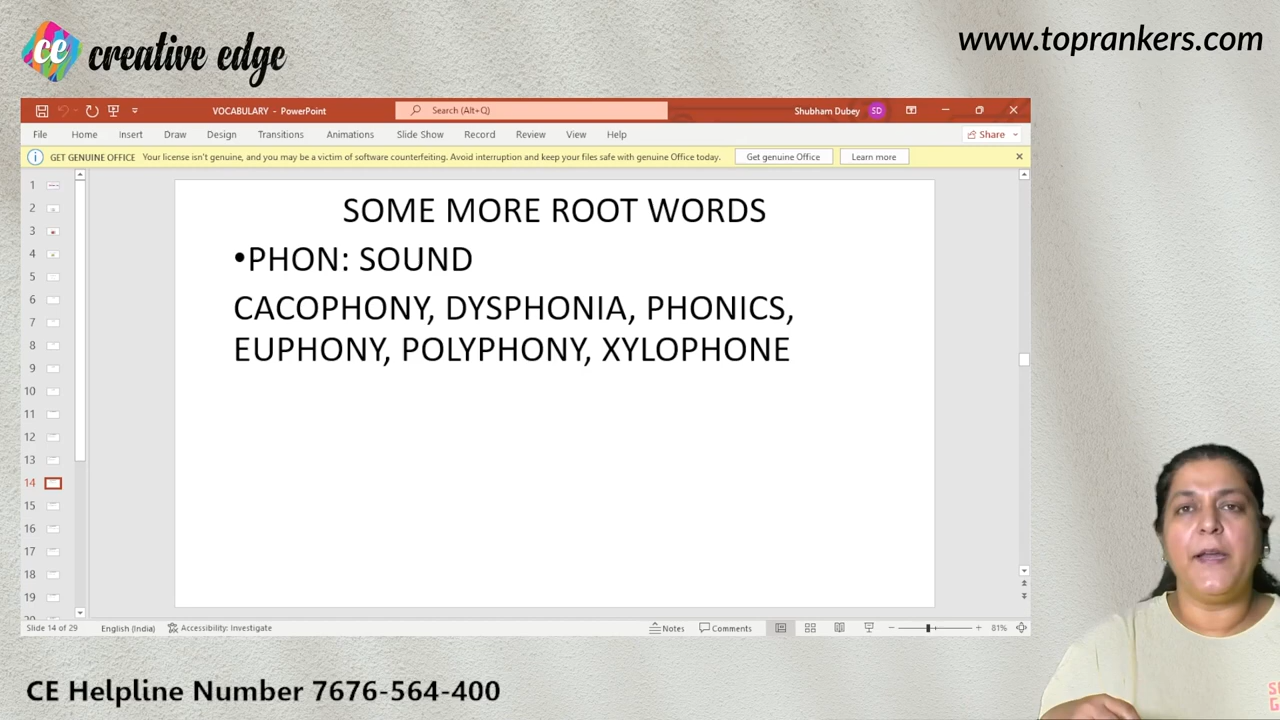 ce creative edge
www.toprankers.com
VOCABULARY - PowerPoint
Search (Alt+Q)
Shubham Dubey SD
File Home Insert Draw Design Transitions Animations Slide Show Record Review View Help Share
GET GENUINE OFFICE Your license isn't genuine, and you may be a victim of software counterfeiting. Avoid interruption and keep your files safe with genuine Office today. Get genuine Office Learn more
1
2
3
4
5
6
7
8
9
10
11
12
13
14
15
16
17
18
19
SOME MORE ROOT WORDS
•PHON: SOUND
CACOPHONY, DYSPHONIA, PHONICS,
EUPHONY, POLYPHONY, XYLOPHONE
Slide 14 of 29 English (India) Accessibility: Investigate Notes Comments 81%
CE Helpline Number 7676-564-400